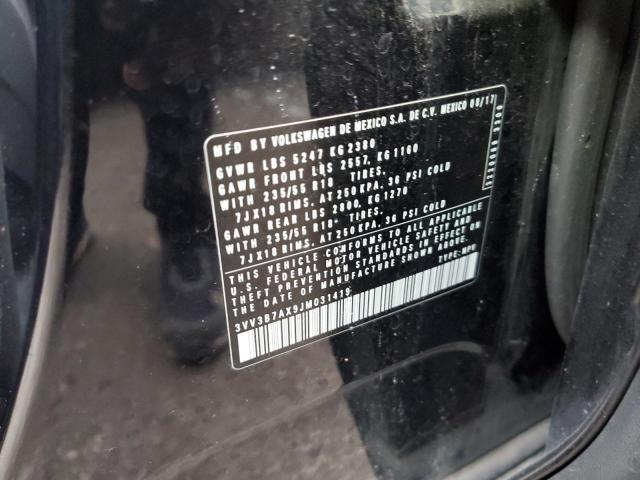 MFD BY VOLKSWAGEN DE MEXICO S.A. DE C.V. MEXICO 08/17
GVWR LBS 5247 KG 2380
GAWR FRONT LBS 2557, KG 1160
WITH 235/55 R18 TIRES,
7JX18 RIMS, AT 250 KPA, 36 PSI COLD
GAWR REAR LBS 2800, KG 1270
WITH 235/55 R18 TIRES,
7JX18 RIMS, AT 250 KPA, 36 PSI COLD
THIS VEHICLE CONFORMS TO ALL APPLICABLE
U.S. FEDERAL MOTOR VEHICLE SAFETY AND
THEFT PREVENTION STANDARDS IN EFFECT ON
THE DATE OF MANUFACTURE SHOWN ABOVE.
TYPE: MPV
3VV3B7AX9JM031419